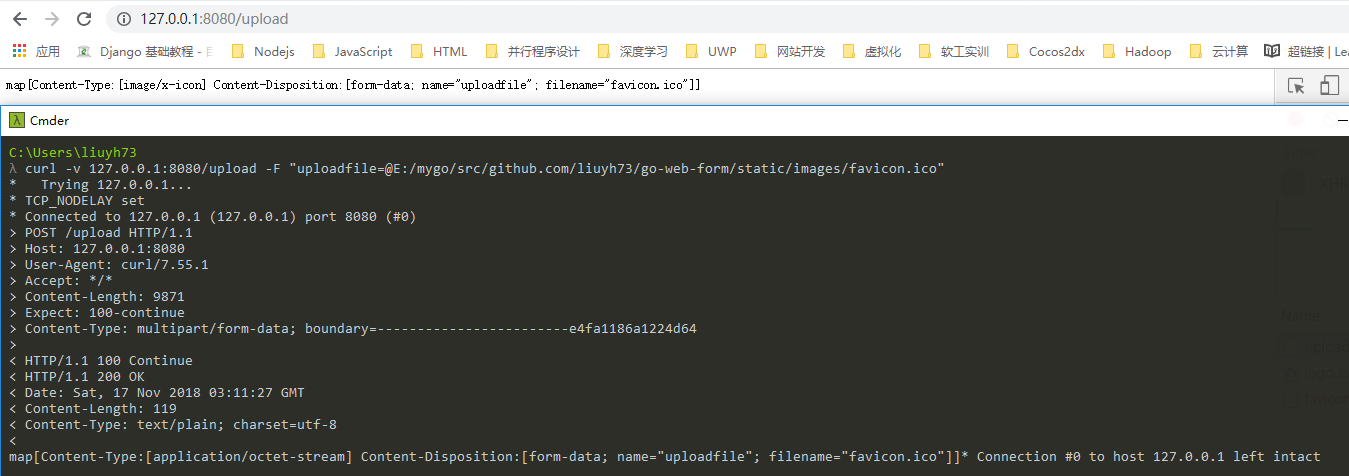 127.0.0.1:8080/upload
应用 Django 基础教程 - E Nodejs JavaScript HTML 并行程序设计 深度学习 UWP 网站开发 虚拟化 软工实训 Cocos2dx Hadoop 云计算 超链接 | Lea
map[Content-Type:[image/x-icon] Content-Disposition:[form-data; name="uploadfile"; filename="favicon.ico"]]
λ Cmder
C:\Users\liuyh73
λ curl -v 127.0.0.1:8080/upload -F "uploadfile=@E:/mygo/src/github.com/liuyh73/go-web-form/static/images/favicon.ico"
*   Trying 127.0.0.1...
* TCP_NODELAY set
* Connected to 127.0.0.1 (127.0.0.1) port 8080 (#0)
> POST /upload HTTP/1.1
> Host: 127.0.0.1:8080
> User-Agent: curl/7.55.1
> Accept: */*
> Content-Length: 9871
> Expect: 100-continue
> Content-Type: multipart/form-data; boundary=------------------------e4fa1186a1224d64
>
< HTTP/1.1 100 Continue
< HTTP/1.1 200 OK
< Date: Sat, 17 Nov 2018 03:11:27 GMT
< Content-Length: 119
< Content-Type: text/plain; charset=utf-8
<
map[Content-Type:[application/octet-stream] Content-Disposition:[form-data; name="uploadfile"; filename="favicon.ico"]]* Connection #0 to host 127.0.0.1 left intact